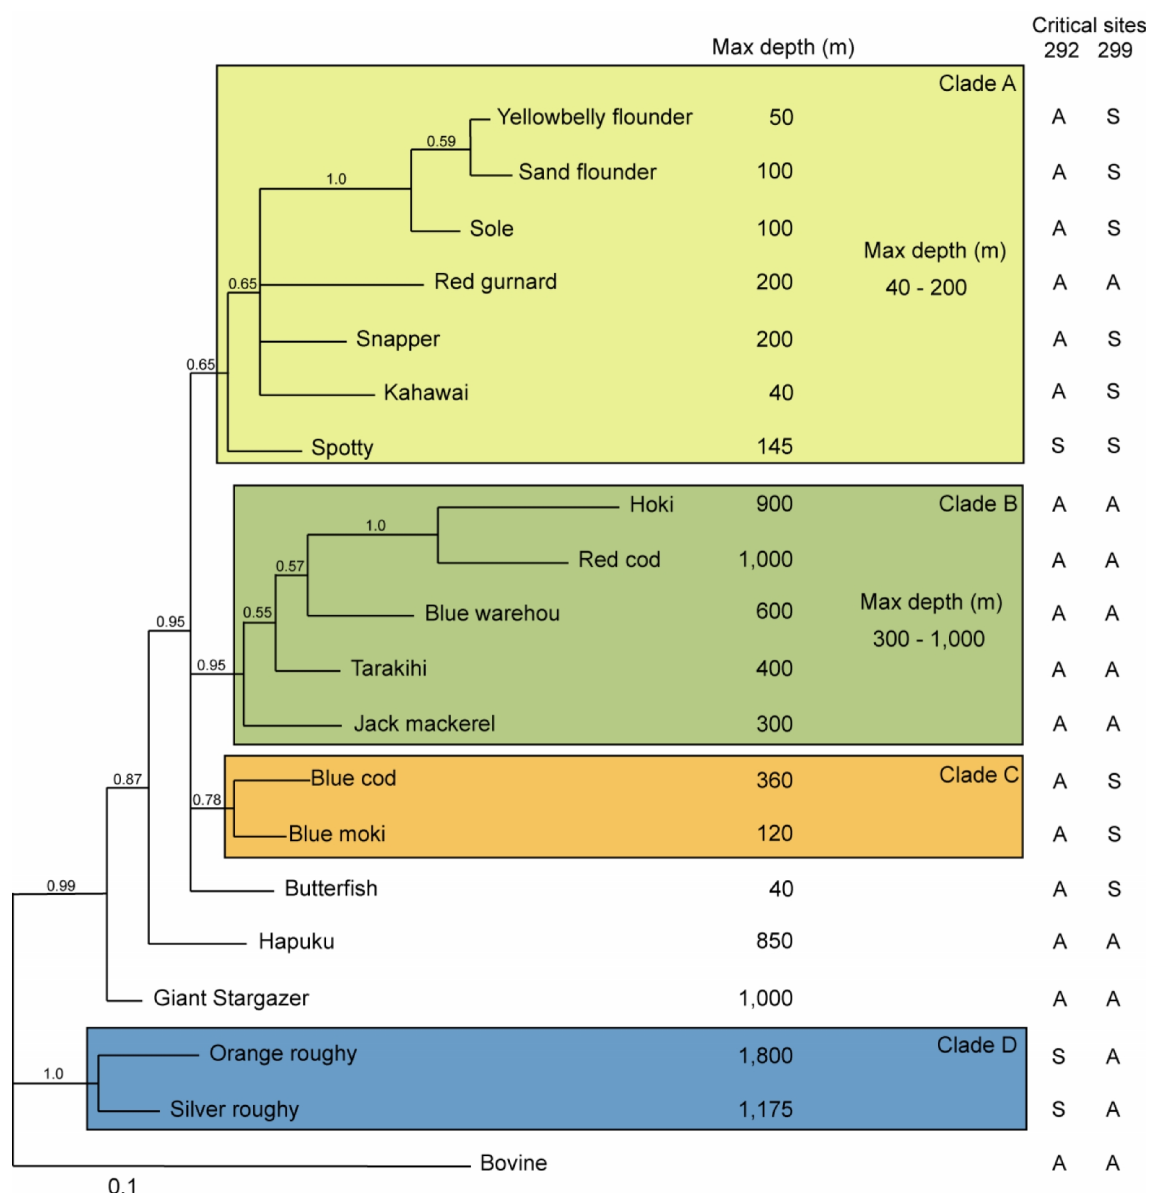 Critical sites
Max depth (m) 292 299
Clade A
Yellowbelly flounder 50 A S
0.59
Sand flounder 100 A S
1.0
Sole 100 A S
Max depth (m)
Red gurnard 200 A A
0.65
40 - 200
Snapper 200 A S
0.65
Kahawai 40 A S
Spotty 145 S S
Hoki 900 Clade B A A
1.0
Red cod 1,000 A A
0.57
Max depth (m)
Blue warehou 600 A A
0.55
0.95
300 - 1,000
0.95
Tarakihi 400 A A
Jack mackerel 300 A A
Clade C
0.87
Blue cod 360 A S
0.78
Blue moki 120 A S
0.99
Butterfish 40 A S
Hapuku 850 A A
Giant Stargazer 1,000 A A
Clade D
Orange roughy 1,800 S A
1.0
Silver roughy 1,175 S A
Bovine A A
0.1